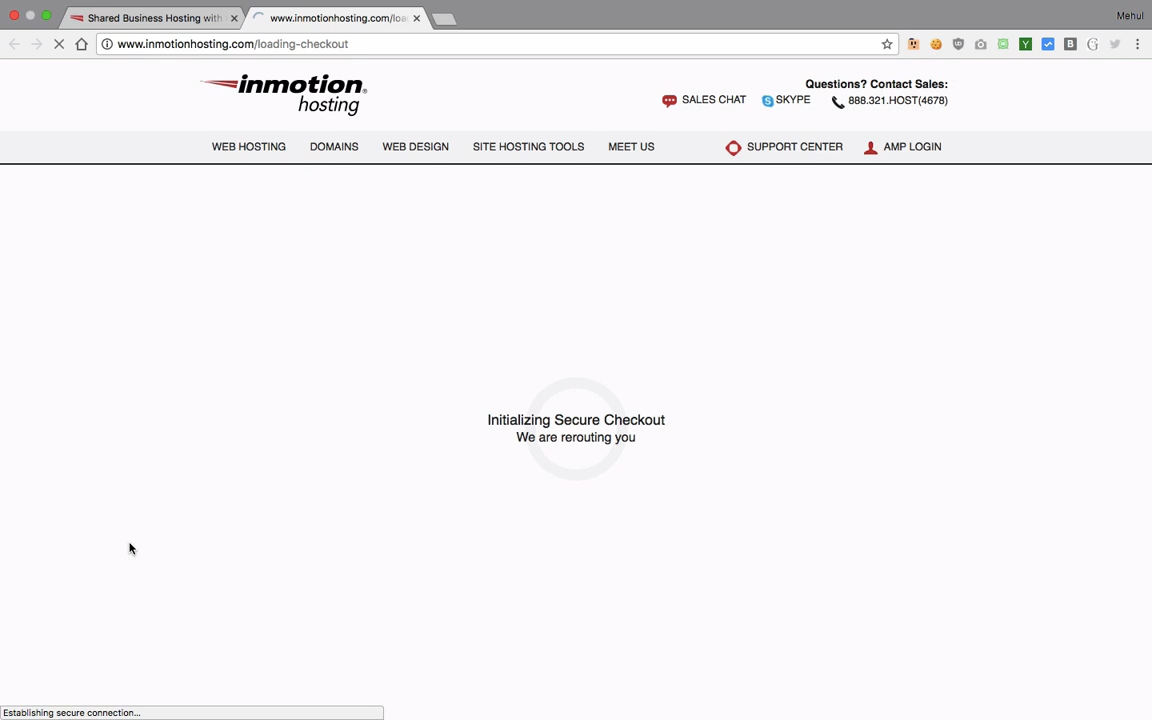 Shared Business Hosting with
www.inmotionhosting.com/loa
Mehul
www.inmotionhosting.com/loading-checkout
inmotion®
hosting
Questions? Contact Sales:
SALES CHAT
SKYPE
888.321.HOST(4678)
WEB HOSTING
DOMAINS
WEB DESIGN
SITE HOSTING TOOLS
MEET US
SUPPORT CENTER
AMP LOGIN
Initializing Secure Checkout
We are rerouting you
Establishing secure connection...